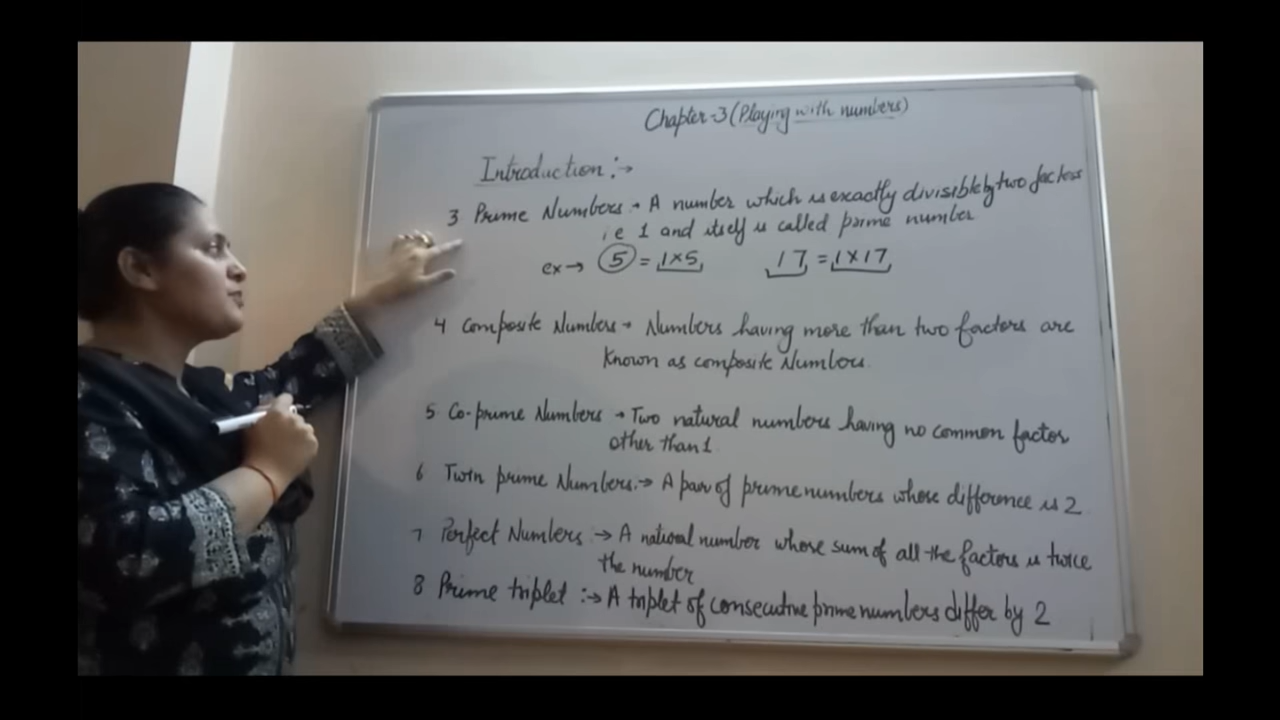 Chapter-3 (Playing with numbers)
Introduction :→
3 Prime Numbers → A number which is exactly divisible by two factors
i.e 1 and itself is called prime number
ex → 5 = 1×5 17 = 1×17
4 Composite Numbers → Numbers having more than two factors are
known as composite Numbers.
5 Co-prime Numbers → Two natural numbers having no common factor
other than 1
6 Twin prime Numbers :→ A pair of prime numbers whose difference is 2
7 Perfect Numbers :→ A natural number whose sum of all the factors is twice
the number
8 Prime triplet :→ A triplet of consecutive prime numbers differ by 2